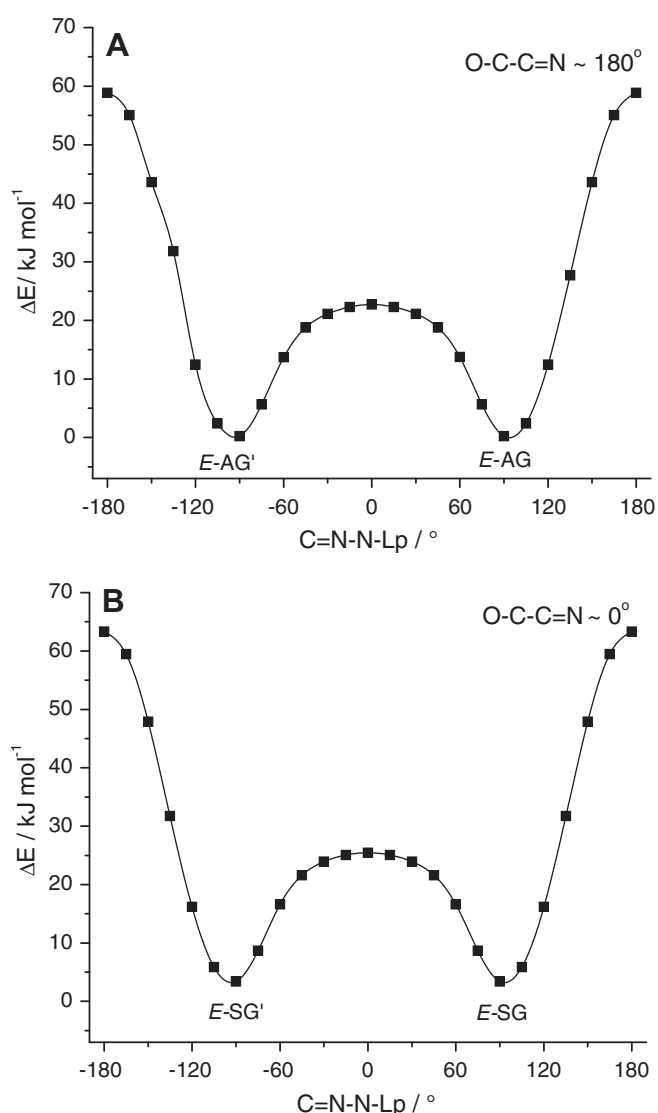 A
O-C-C=N ~ 180°
70
60
50
40
30
20
10
0
ΔE/ kJ mol⁻¹
E-AG'
E-AG
-180 -120 -60 0 60 120 180
C=N-N-Lp / °
B
O-C-C=N ~ 0°
70
60
50
40
30
20
10
0
ΔE / kJ mol⁻¹
E-SG'
E-SG
-180 -120 -60 0 60 120 180
C=N-N-Lp / °